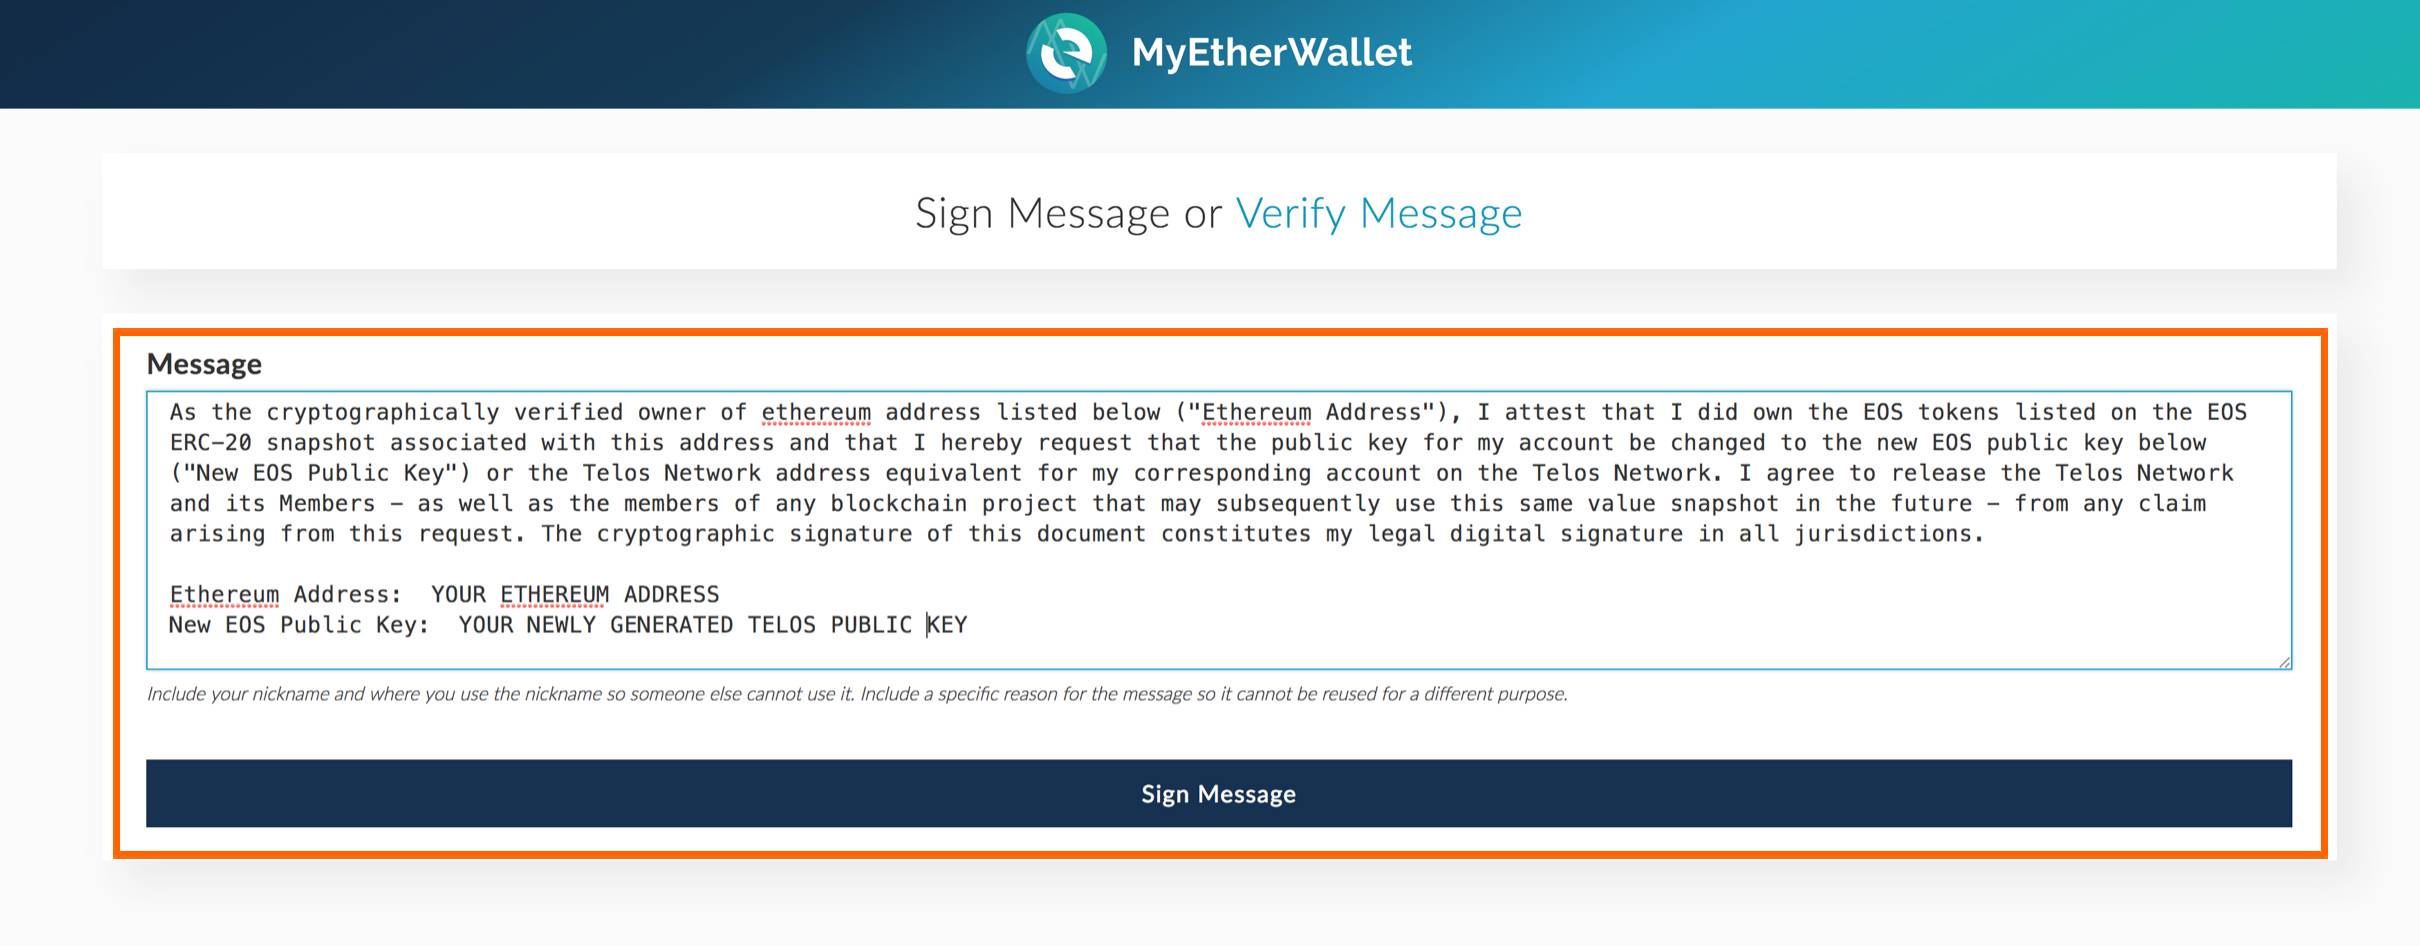 MyEtherWallet
Sign Message or Verify Message
Message
As the cryptographically verified owner of ethereum address listed below ("Ethereum Address"), I attest that I did own the EOS tokens listed on the EOS
ERC-20 snapshot associated with this address and that I hereby request that the public key for my account be changed to the new EOS public key below
("New EOS Public Key") or the Telos Network address equivalent for my corresponding account on the Telos Network. I agree to release the Telos Network
and its Members – as well as the members of any blockchain project that may subsequently use this same value snapshot in the future – from any claim
arising from this request. The cryptographic signature of this document constitutes my legal digital signature in all jurisdictions.
Ethereum Address:  YOUR ETHEREUM ADDRESS
New EOS Public Key:  YOUR NEWLY GENERATED TELOS PUBLIC KEY
Include your nickname and where you use the nickname so someone else cannot use it. Include a specific reason for the message so it cannot be reused for a different purpose.
Sign Message